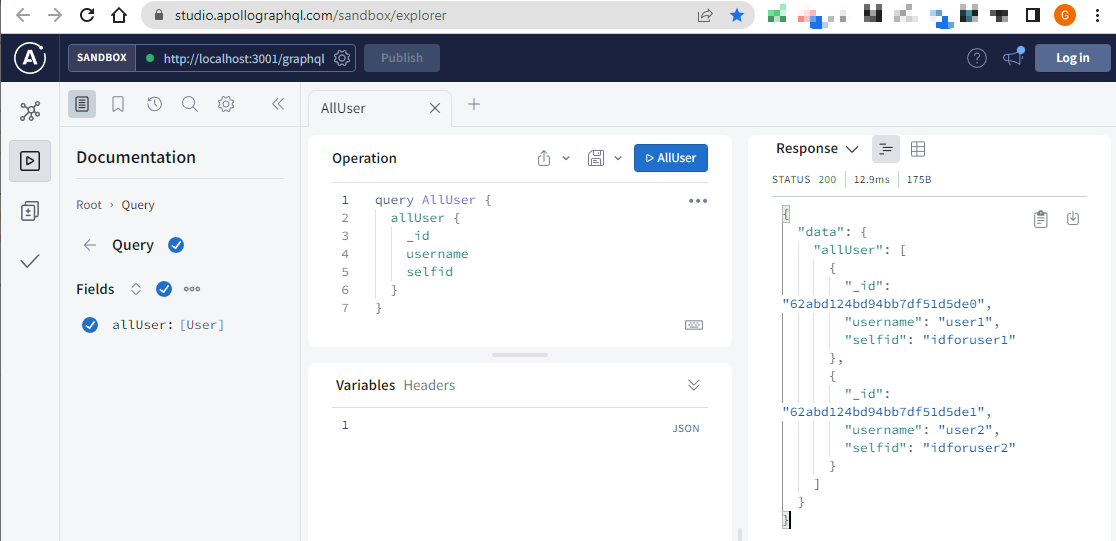 studio.apollographql.com/sandbox/explorer
G
A
SANDBOX
http://localhost:3001/graphql
Publish
?
Log in
AllUser
Documentation
Root › Query
Query
Fields
allUser: [User]
Operation
AllUser
1 query AllUser {
2 allUser {
3 _id
4 username
5 selfid
6 }
7 }
Variables Headers
1
JSON
Response
STATUS 200 12.9ms 175B
{
"data": {
"allUser": [
{
"_id":
"62abd124bd94bb7df51d5de0",
"username": "user1",
"selfid": "idforuser1"
},
{
"_id":
"62abd124bd94bb7df51d5de1",
"username": "user2",
"selfid": "idforuser2"
}
]
}
}